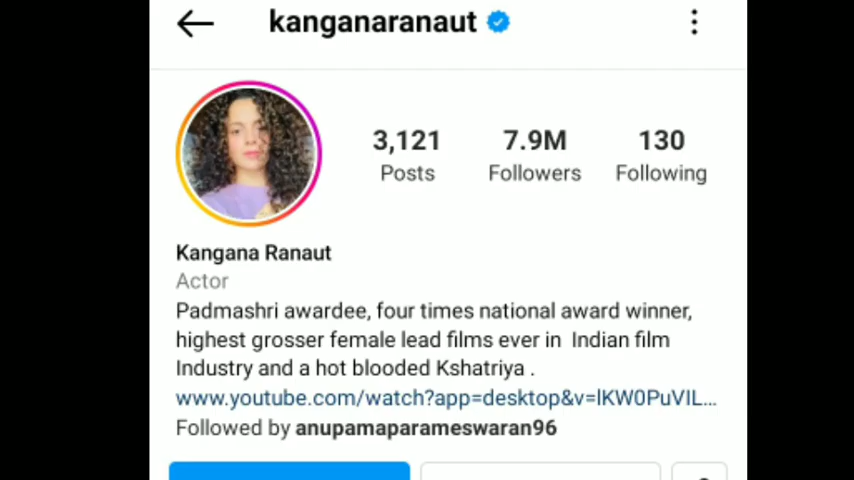 kanganaranaut
3,121 7.9M 130
Posts Followers Following
Kangana Ranaut
Actor
Padmashri awardee, four times national award winner,
highest grosser female lead films ever in Indian film
Industry and a hot blooded Kshatriya .
www.youtube.com/watch?app=desktop&v=lKW0PuVIL...
Followed by anupamaparameswaran96